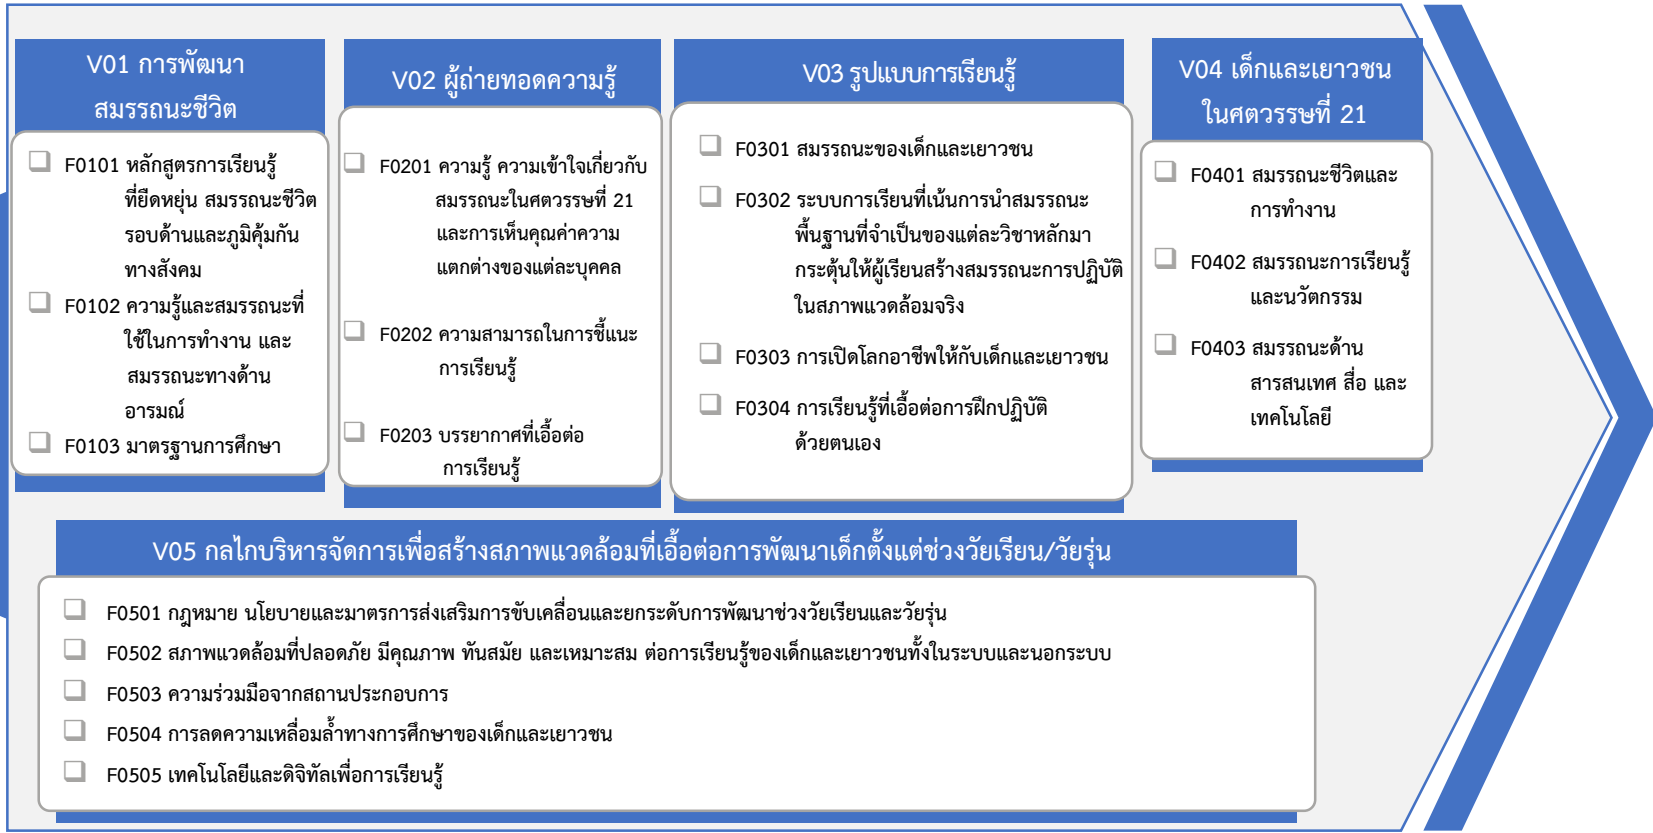 V01 การพัฒนา
สมรรถนะชีวิต
F0101 หลักสูตรการเรียนรู้
ที่ยืดหยุ่น สมรรถนะชีวิต
รอบด้านและภูมิคุ้มกัน
ทางสังคม
F0102 ความรู้และสมรรถนะที่
ใช้ในการทำงาน และ
สมรรถนะทางด้าน
อารมณ์
F0103 มาตรฐานการศึกษา
V02 ผู้ถ่ายทอดความรู้
F0201 ความรู้ ความเข้าใจเกี่ยวกับ
สมรรถนะในศตวรรษที่ 21
และการเห็นคุณค่าความ
แตกต่างของแต่ละบุคคล
F0202 ความสามารถในการชี้แนะ
การเรียนรู้
F0203 บรรยากาศที่เอื้อต่อ
การเรียนรู้
V03 รูปแบบการเรียนรู้
F0301 สมรรถนะของเด็กและเยาวชน
F0302 ระบบการเรียนที่เน้นการนำสมรรถนะ
พื้นฐานที่จำเป็นของแต่ละวิชาหลักมา
กระตุ้นให้ผู้เรียนสร้างสมรรถนะการปฏิบัติ
ในสภาพแวดล้อมจริง
F0303 การเปิดโลกอาชีพให้กับเด็กและเยาวชน
F0304 การเรียนรู้ที่เอื้อต่อการฝึกปฏิบัติ
ด้วยตนเอง
V04 เด็กและเยาวชน
ในศตวรรษที่ 21
F0401 สมรรถนะชีวิตและ
การทำงาน
F0402 สมรรถนะการเรียนรู้
และนวัตกรรม
F0403 สมรรถนะด้าน
สารสนเทศ สื่อ และ
เทคโนโลยี
V05 กลไกบริหารจัดการเพื่อสร้างสภาพแวดล้อมที่เอื้อต่อการพัฒนาเด็กตั้งแต่ช่วงวัยเรียน/วัยรุ่น
F0501 กฎหมาย นโยบายและมาตรการส่งเสริมการขับเคลื่อนและยกระดับการพัฒนาช่วงวัยเรียนและวัยรุ่น
F0502 สภาพแวดล้อมที่ปลอดภัย มีคุณภาพ ทันสมัย และเหมาะสม ต่อการเรียนรู้ของเด็กและเยาวชนทั้งในระบบและนอกระบบ
F0503 ความร่วมมือจากสถานประกอบการ
F0504 การลดความเหลื่อมล้ำทางการศึกษาของเด็กและเยาวชน
F0505 เทคโนโลยีและดิจิทัลเพื่อการเรียนรู้